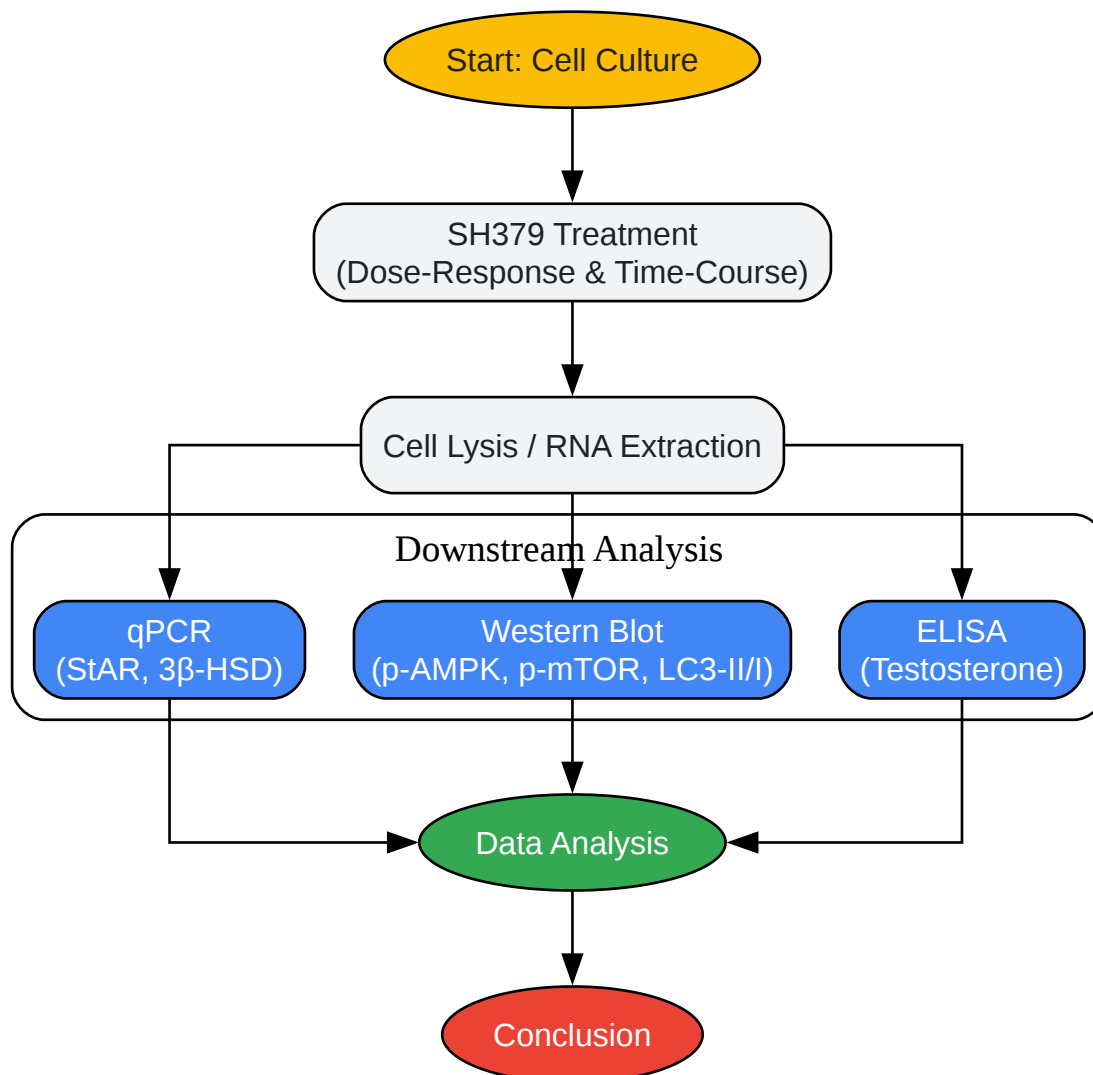 Start: Cell Culture
SH379 Treatment
(Dose-Response & Time-Course)
Cell Lysis / RNA Extraction
Downstream Analysis
qPCR
(StAR, 3β-HSD)
Western Blot
(p-AMPK, p-mTOR, LC3-II/I)
ELISA
(Testosterone)
Data Analysis
Conclusion